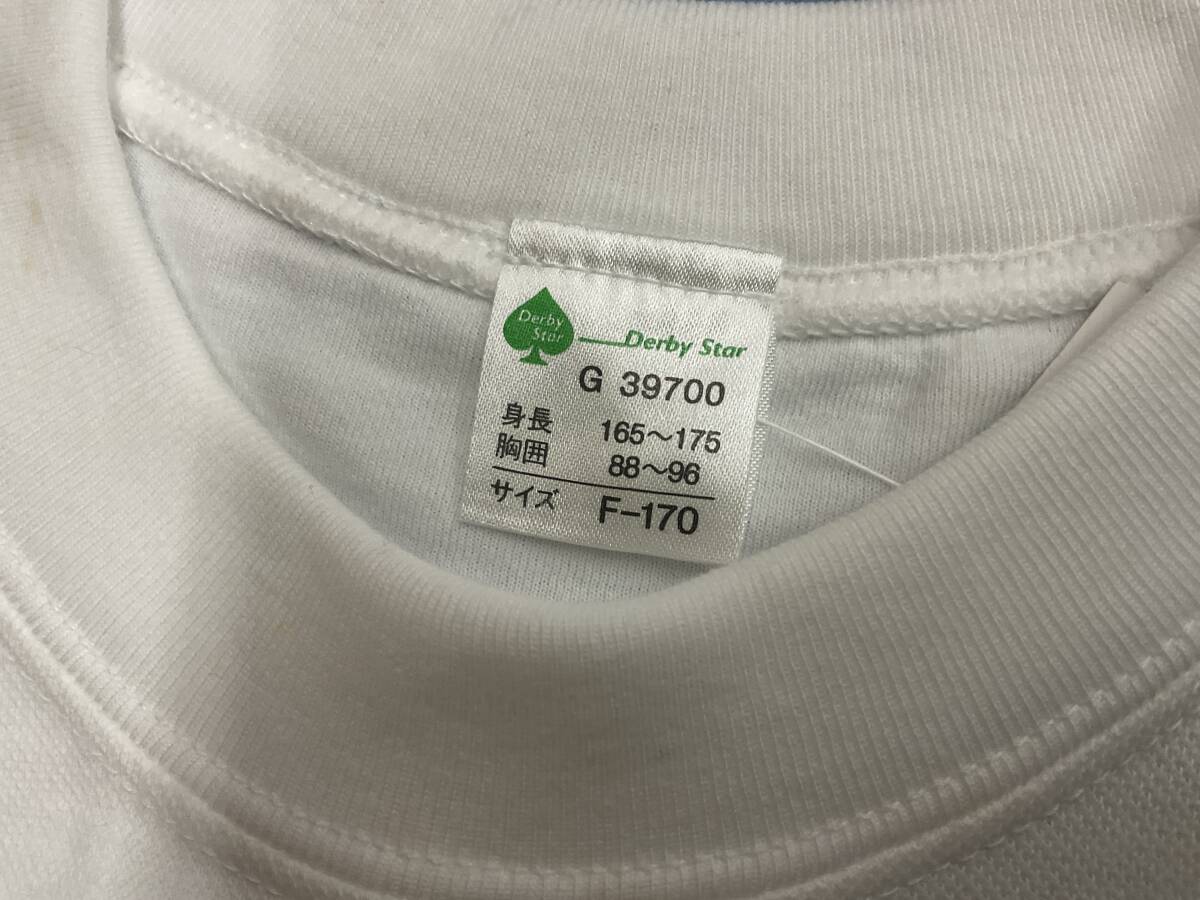 Derby
Star
Derby Star
G 39700
身長 165～175
胸囲 88～96
サイズ F-170